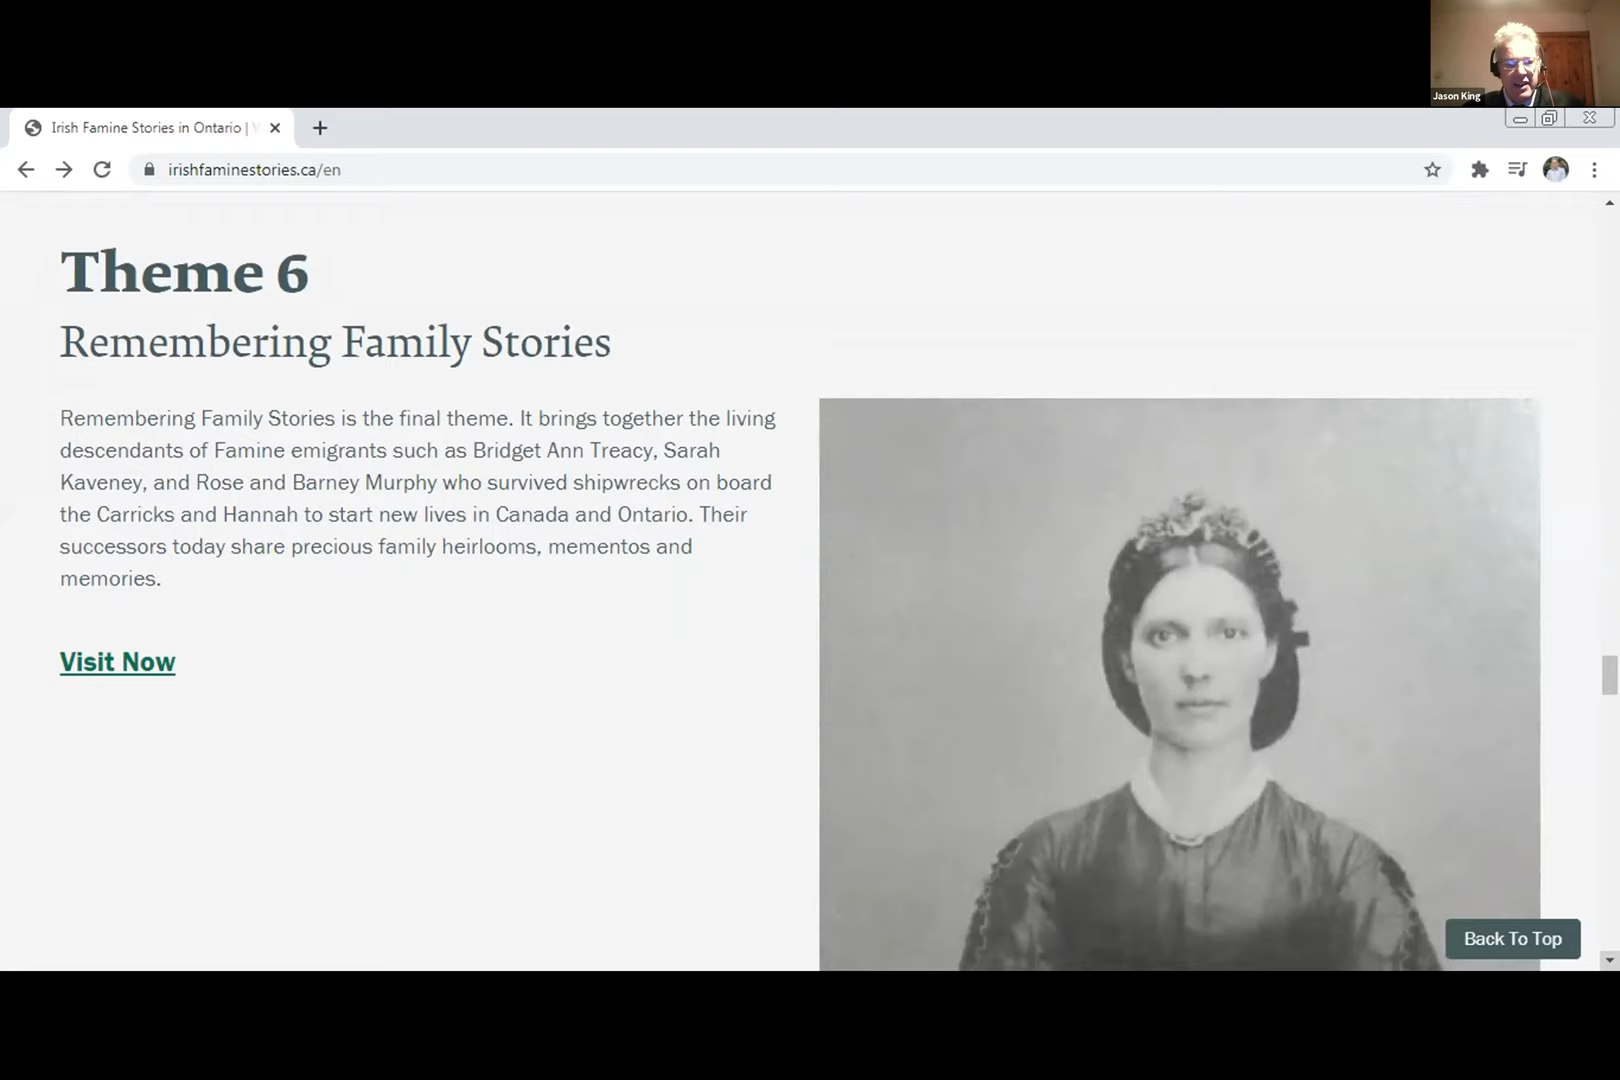 Jason King
Irish Famine Stories in Ontario |
irishfaminestories.ca/en
Theme 6
Remembering Family Stories
Remembering Family Stories is the final theme. It brings together the living
descendants of Famine emigrants such as Bridget Ann Treacy, Sarah
Kaveney, and Rose and Barney Murphy who survived shipwrecks on board
the Carricks and Hannah to start new lives in Canada and Ontario. Their
successors today share precious family heirlooms, mementos and
memories.
Visit Now
Back To Top